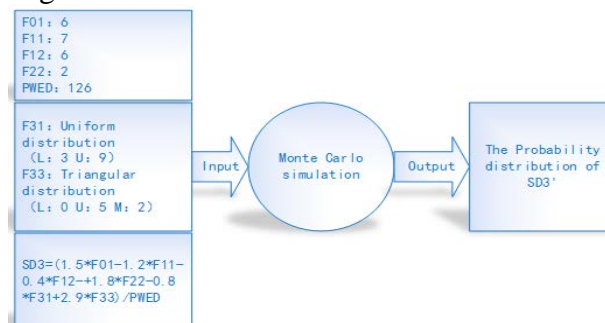 F01: 6
F11: 7
F12: 6
F22: 2
PWED: 126
F31: Uniform
distribution
(L: 3 U: 9)
F33: Triangular
distribution
(L: 0 U: 5 M: 2)
SD3=(1.5*F01-1.2*F11-
0.4*F12-+1.8*F22-0.8
*F31+2.9*F33)/PWED
Input
Monte Carlo
simulation
Output
The Probability
distribution of
SD3'